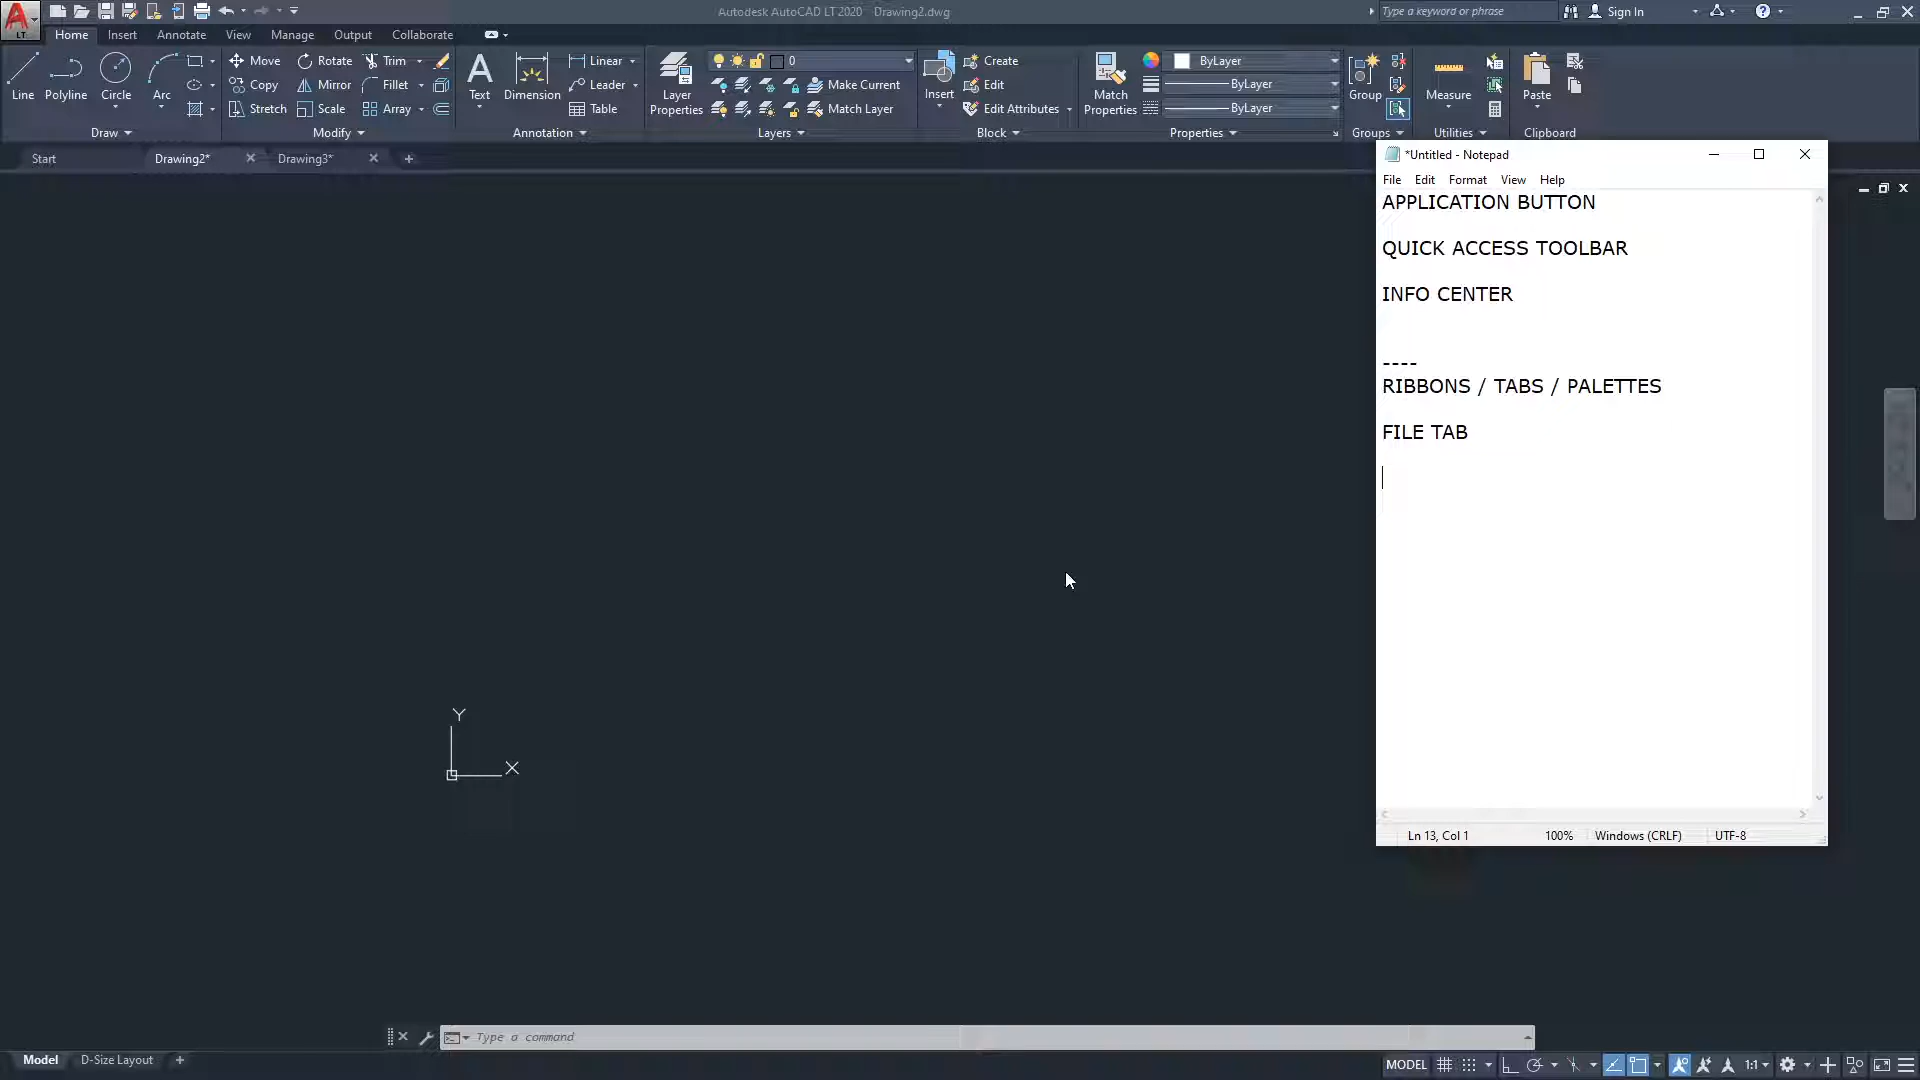 Autodesk AutoCAD LT 2020 Drawing2.dwg
Type a keyword or phrase
Sign In
A
LT
Home Insert Annotate View Manage Output Collaborate
Line
Polyline
Circle
Arc
Draw
Move Rotate Trim
Copy Mirror Fillet
Stretch Scale Array
Modify
Text
Dimension
Linear
Leader
Table
Annotation
Layer
Properties
0
Make Current
Match Layer
Layers
Insert
Create
Edit
Edit Attributes
Block
Match
Properties
ByLayer
ByLayer
ByLayer
Properties
Group
Groups
Measure
Utilities
Paste
Clipboard
Start Drawing2* Drawing3*
*Untitled - Notepad
File Edit Format View Help
APPLICATION BUTTON
QUICK ACCESS TOOLBAR
INFO CENTER
----
RIBBONS / TABS / PALETTES
FILE TAB
Ln 13, Col 1 100% Windows (CRLF) UTF-8
Y
X
Type a command
Model D-Size Layout
MODEL 1:1